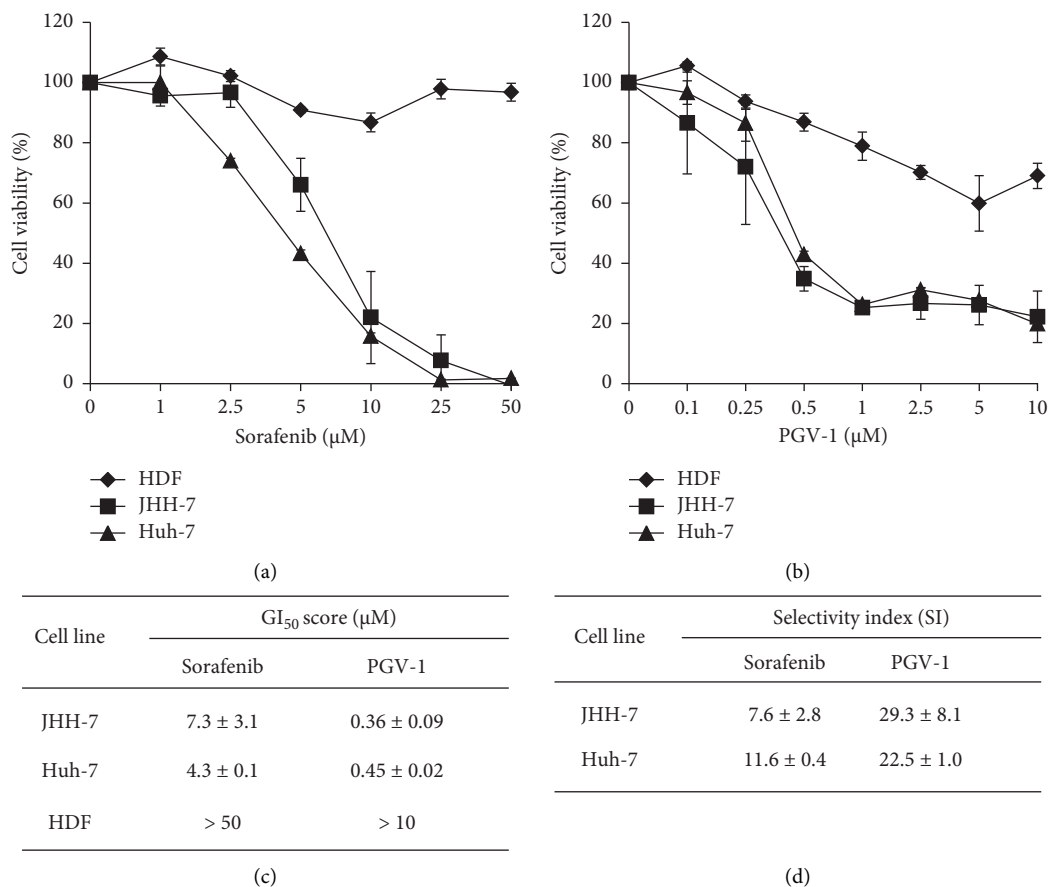 120
100
80
60
40
20
0
Cell viability (%)
0 1 2.5 5 10 25 50
Sorafenib (μM)
HDF
JHH-7
Huh-7
(a)
120
100
80
60
40
20
0
Cell viability (%)
0 0.1 0.25 0.5 1 2.5 5 10
PGV-1 (μM)
HDF
JHH-7
Huh-7
(b)
Cell line GI50 score (μM)
Sorafenib PGV-1
JHH-7 7.3 ± 3.1 0.36 ± 0.09
Huh-7 4.3 ± 0.1 0.45 ± 0.02
HDF > 50 > 10
(c)
Cell line Selectivity index (SI)
Sorafenib PGV-1
JHH-7 7.6 ± 2.8 29.3 ± 8.1
Huh-7 11.6 ± 0.4 22.5 ± 1.0
(d)